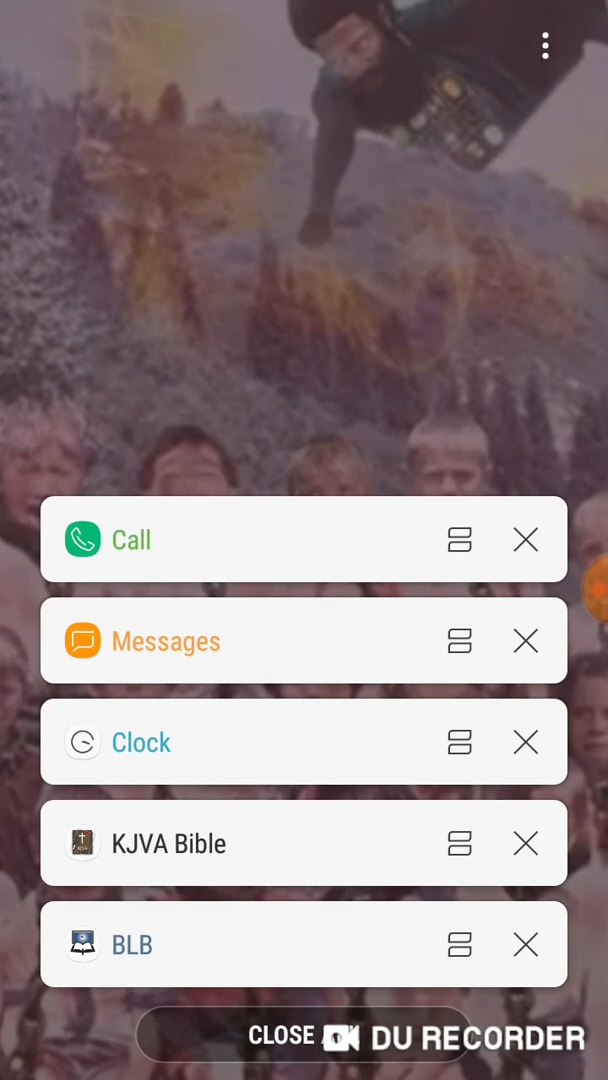 Call
Messages
Clock
KJVA Bible
BLB
CLOSE
DU RECORDER